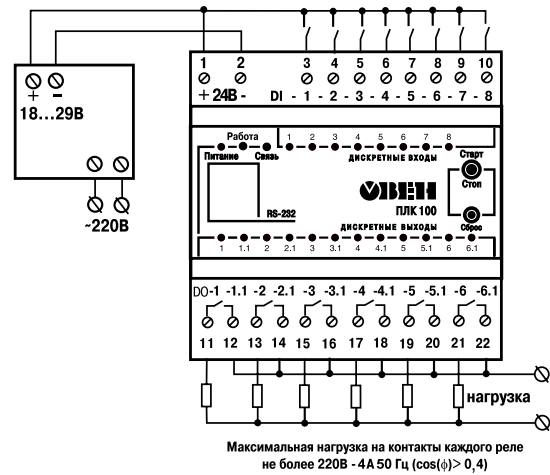 1 2 3 4 5 6 7 8 9 10
+ 24В - DI - 1 - 2 - 3 - 4 - 5 - 6 - 7 - 8
+ -
18...29В
~220В
Работа
Питание Связь
1 2 3 4 5 6 7 8
ДИСКРЕТНЫЕ ВХОДЫ
Старт
Стоп
ОВЕН
ПЛК 100
RS-232
Сброс
ДИСКРЕТНЫЕ ВЫХОДЫ
1 1.1 2 2.1 3 3.1 4 4.1 5 5.1 6 6.1
DO-1 -1.1 -2 -2.1 -3 -3.1 -4 -4.1 -5 -5.1 -6 -6.1
11 12 13 14 15 16 17 18 19 20 21 22
нагрузка
Максимальная нагрузка на контакты каждого реле
не более 220В - 4А 50 Гц (cos(ϕ)> 0,4)